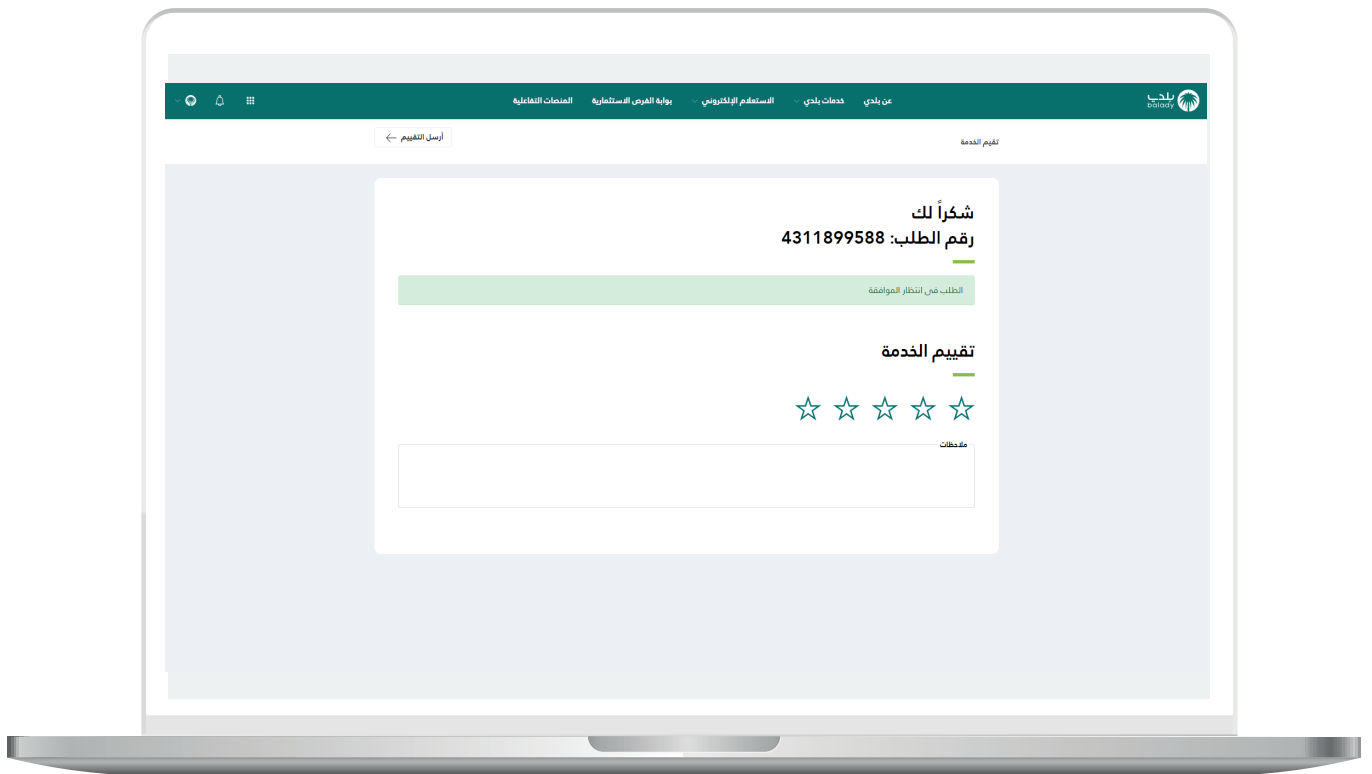 بلدي
balady
عن بلدي
خدمات بلدي
الاستعلام الإلكتروني
بوابة الفرص الاستثمارية
المنصات التفاعلية
تقيم الخدمة
أرسل التقييم
شكراً لك
رقم الطلب: 4311899588
الطلب في انتظار الموافقة
تقييم الخدمة
ملاحظات